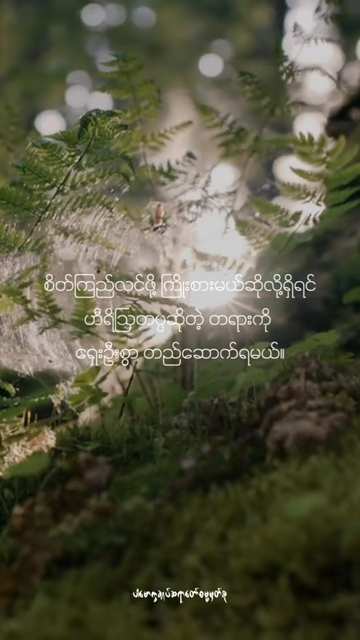 စိတ်ကြည်လင်ဖို့ ကြိုးစားမယ်ဆိုလို့ရှိရင်
ဟီရိဩတပ္ပဆိုတဲ့ တရားကို
ရှေးဦးစွာ တည်ဆောက်ရမယ်။